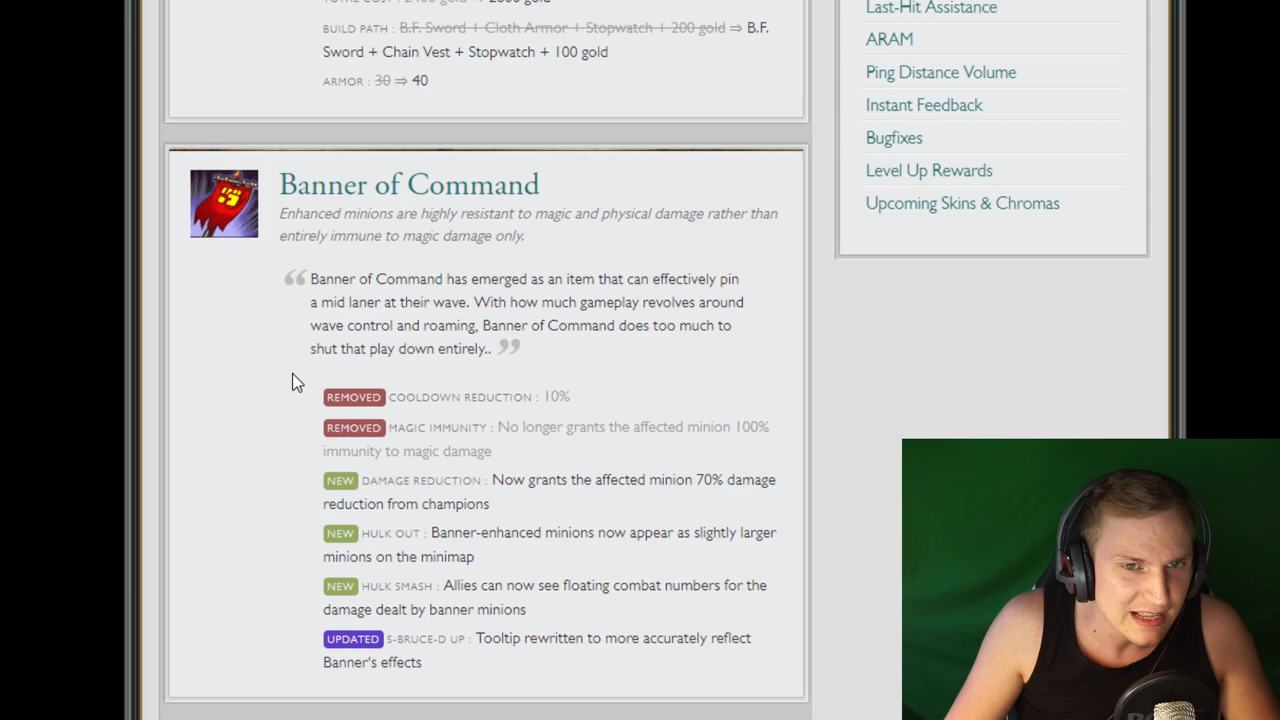 BUILD PATH : B.F. Sword + Cloth Armor + Stopwatch + 200 gold ⇒ B.F.
Sword + Chain Vest + Stopwatch + 100 gold
ARMOR : 30 ⇒ 40
Banner of Command
Enhanced minions are highly resistant to magic and physical damage rather than
entirely immune to magic damage only.
“ Banner of Command has emerged as an item that can effectively pin
a mid laner at their wave. With how much gameplay revolves around
wave control and roaming, Banner of Command does too much to
shut that play down entirely.. ”
REMOVED COOLDOWN REDUCTION : 10%
REMOVED MAGIC IMMUNITY : No longer grants the affected minion 100%
immunity to magic damage
NEW DAMAGE REDUCTION : Now grants the affected minion 70% damage
reduction from champions
NEW HULK OUT : Banner-enhanced minions now appear as slightly larger
minions on the minimap
NEW HULK SMASH : Allies can now see floating combat numbers for the
damage dealt by banner minions
UPDATED S-BRUCE-D UP : Tooltip rewritten to more accurately reflect
Banner's effects
Last-Hit Assistance
ARAM
Ping Distance Volume
Instant Feedback
Bugfixes
Level Up Rewards
Upcoming Skins & Chromas